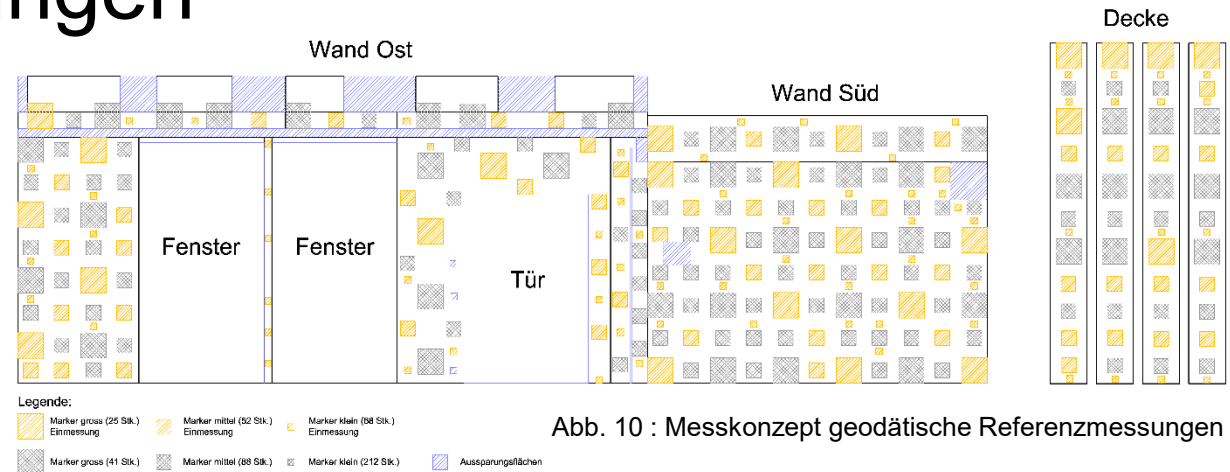 ingen
Decke
Wand Ost
Wand Süd
Fenster
Fenster
Tür
Legende:
Marker gross (25 Stk.) Einmessung
Marker mittel (52 Stk.) Einmessung
Marker klein (68 Stk.) Einmessung
Marker gross (41 Stk.)
Marker mittel (88 Stk.)
Marker klein (212 Stk.)
Aussparungsflächen
Abb. 10 : Messkonzept geodätische Referenzmessungen